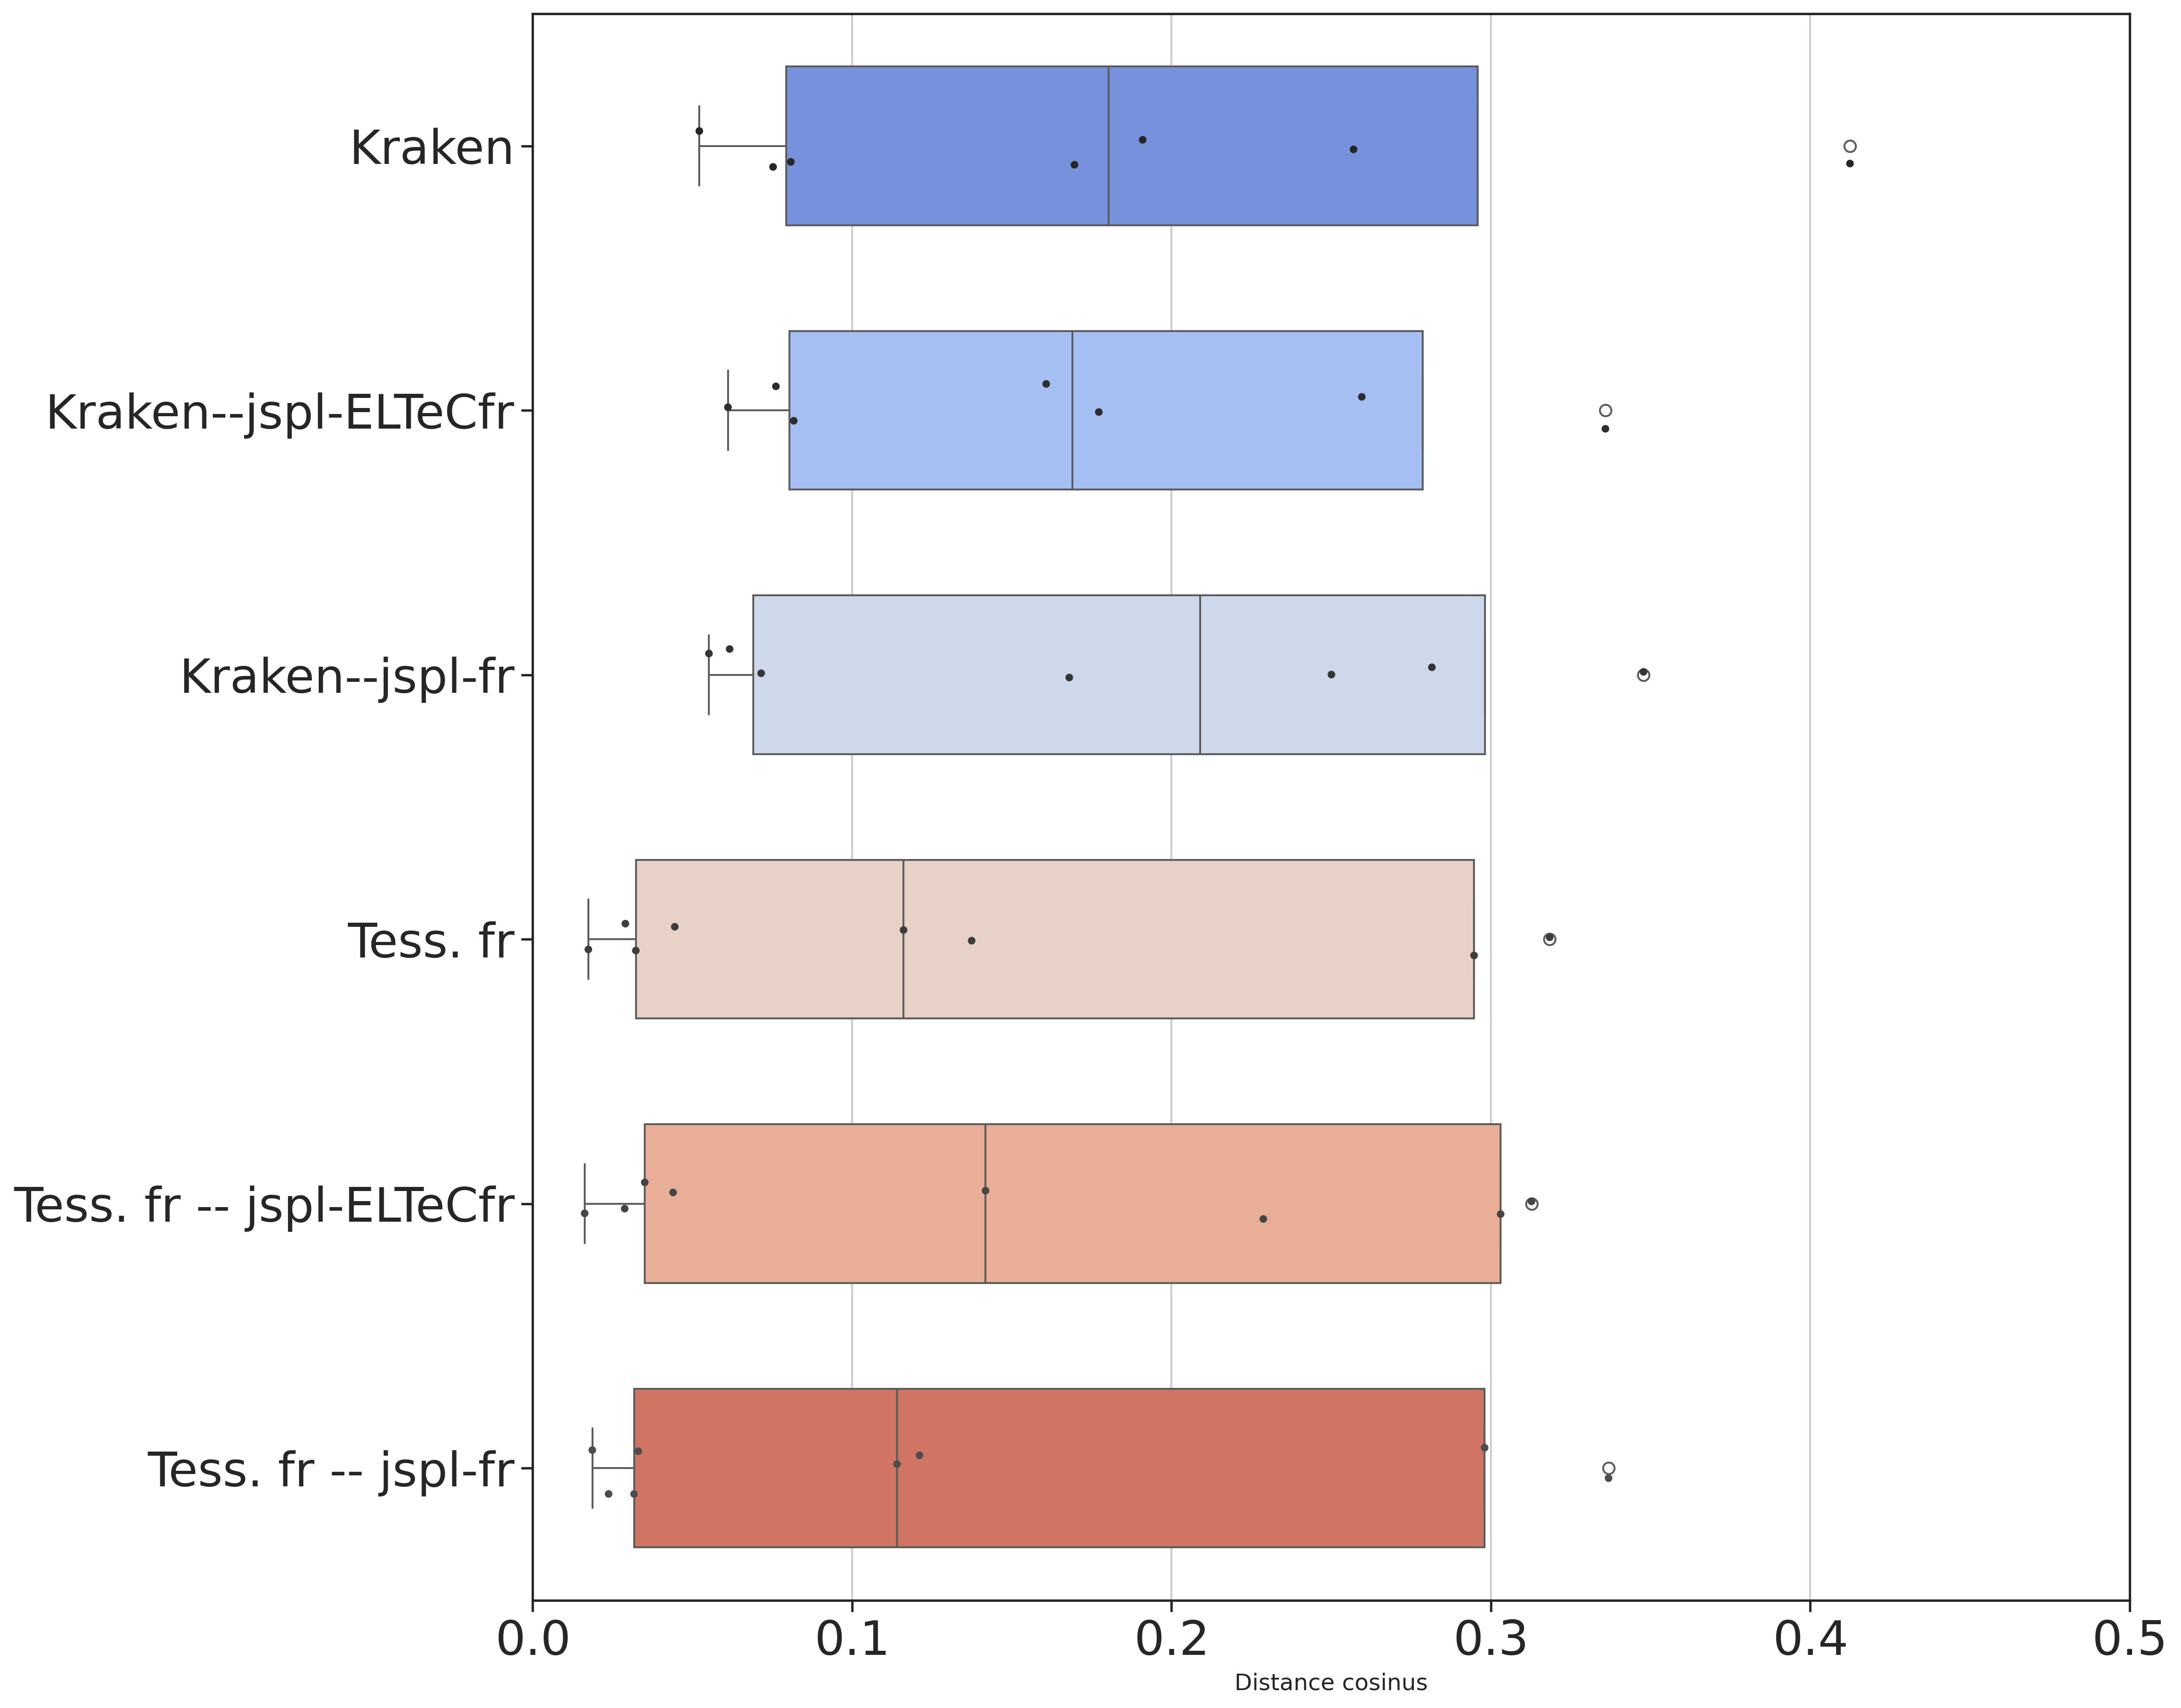 Kraken
Kraken--jspl-ELTeCfr
Kraken--jspl-fr
Tess. fr
Tess. fr -- jspl-ELTeCfr
Tess. fr -- jspl-fr
0.0 0.1 0.2 0.3 0.4 0.5
Distance cosinus